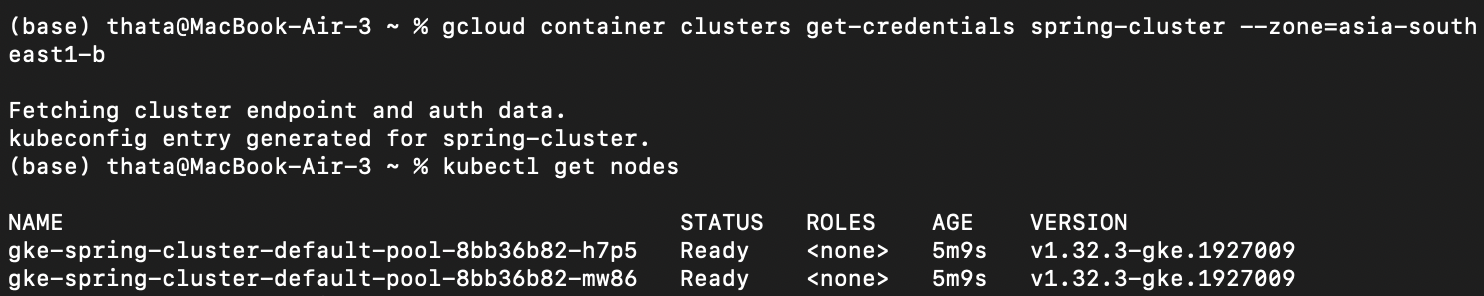 (base) thata@MacBook-Air-3 ~ % gcloud container clusters get-credentials spring-cluster --zone=asia-south
east1-b
Fetching cluster endpoint and auth data.
kubeconfig entry generated for spring-cluster.
(base) thata@MacBook-Air-3 ~ % kubectl get nodes
NAME STATUS ROLES AGE VERSION
gke-spring-cluster-default-pool-8bb36b82-h7p5 Ready <none> 5m9s v1.32.3-gke.1927009
gke-spring-cluster-default-pool-8bb36b82-mw86 Ready <none> 5m9s v1.32.3-gke.1927009